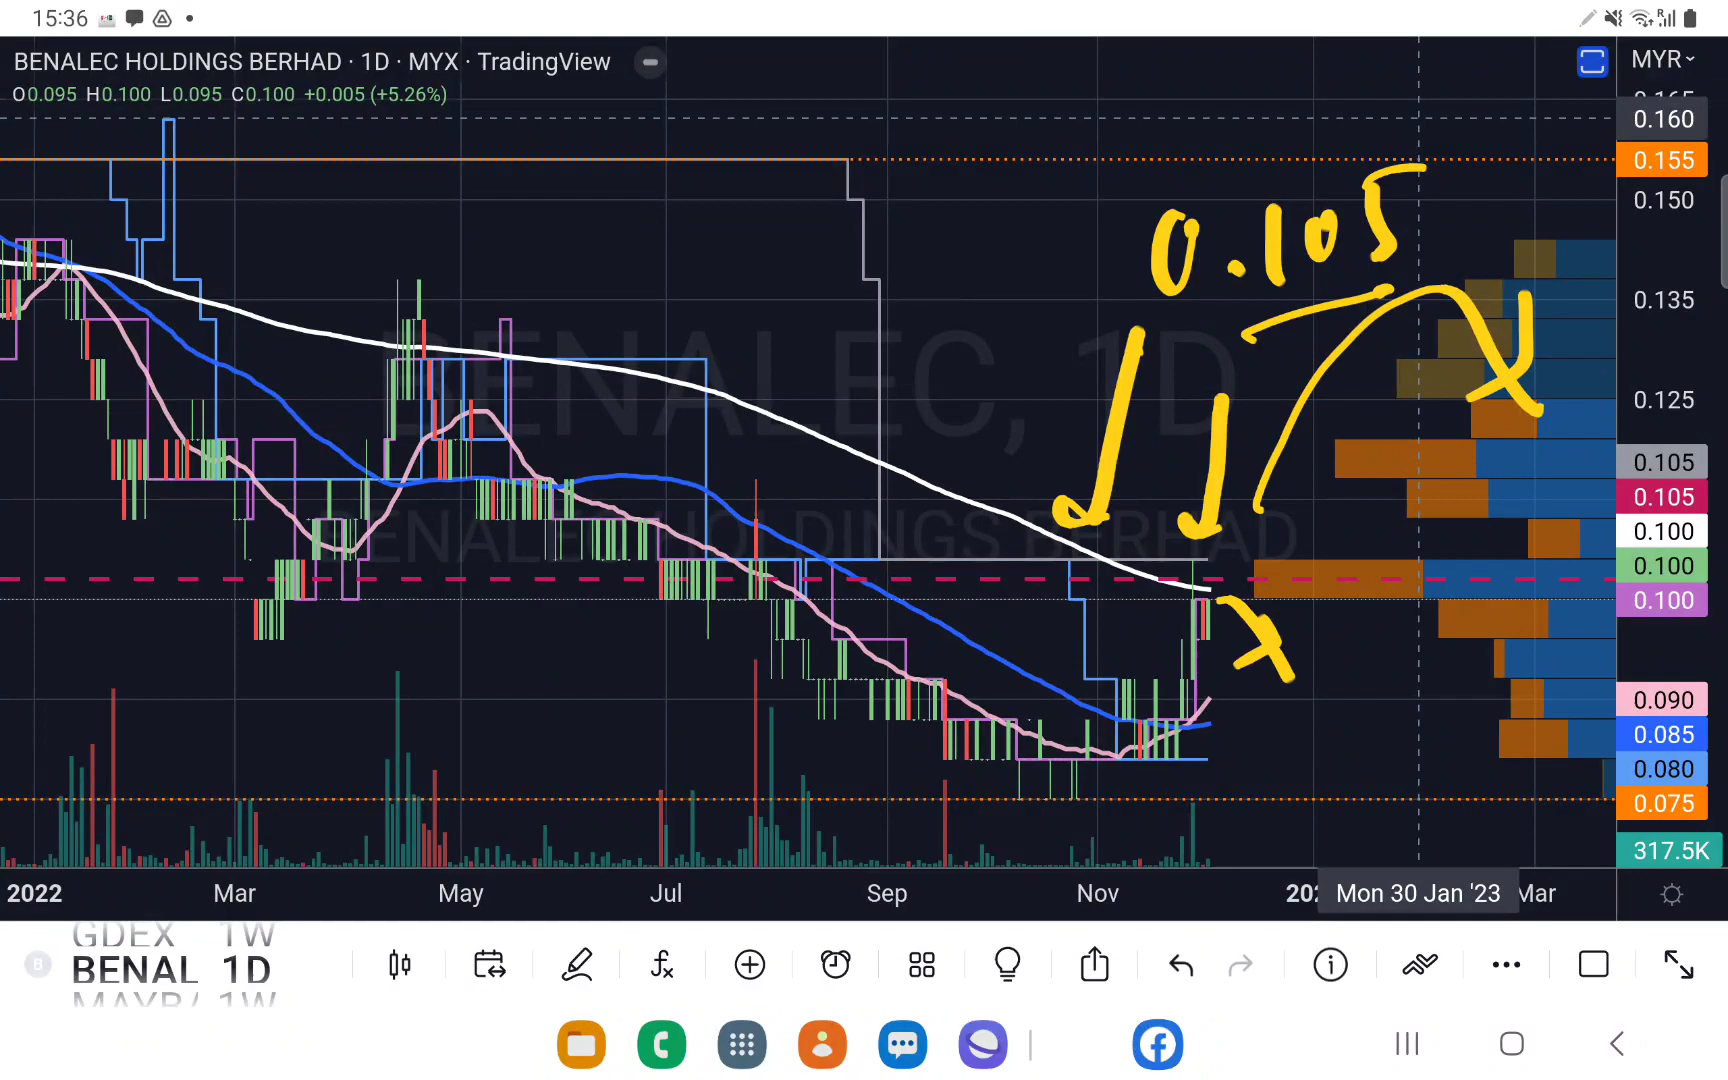 15:36
BENALEC HOLDINGS BERHAD · 1D · MYX · TradingView
MYR
O0.095 H0.100 L0.095 C0.100 +0.005 (+5.26%)
0.165
0.160
0.155
0.150
0.105
0.135
BENALEC, 1D
0.125
0.105
0.105
BENALEC HOLDINGS BERHAD
0.100
0.100
0.100
0.090
0.085
0.080
0.075
317.5K
2022 Mar May Jul Sep Nov Mon 30 Jan '23 Mar
GDEX 1W
BENAL 1D